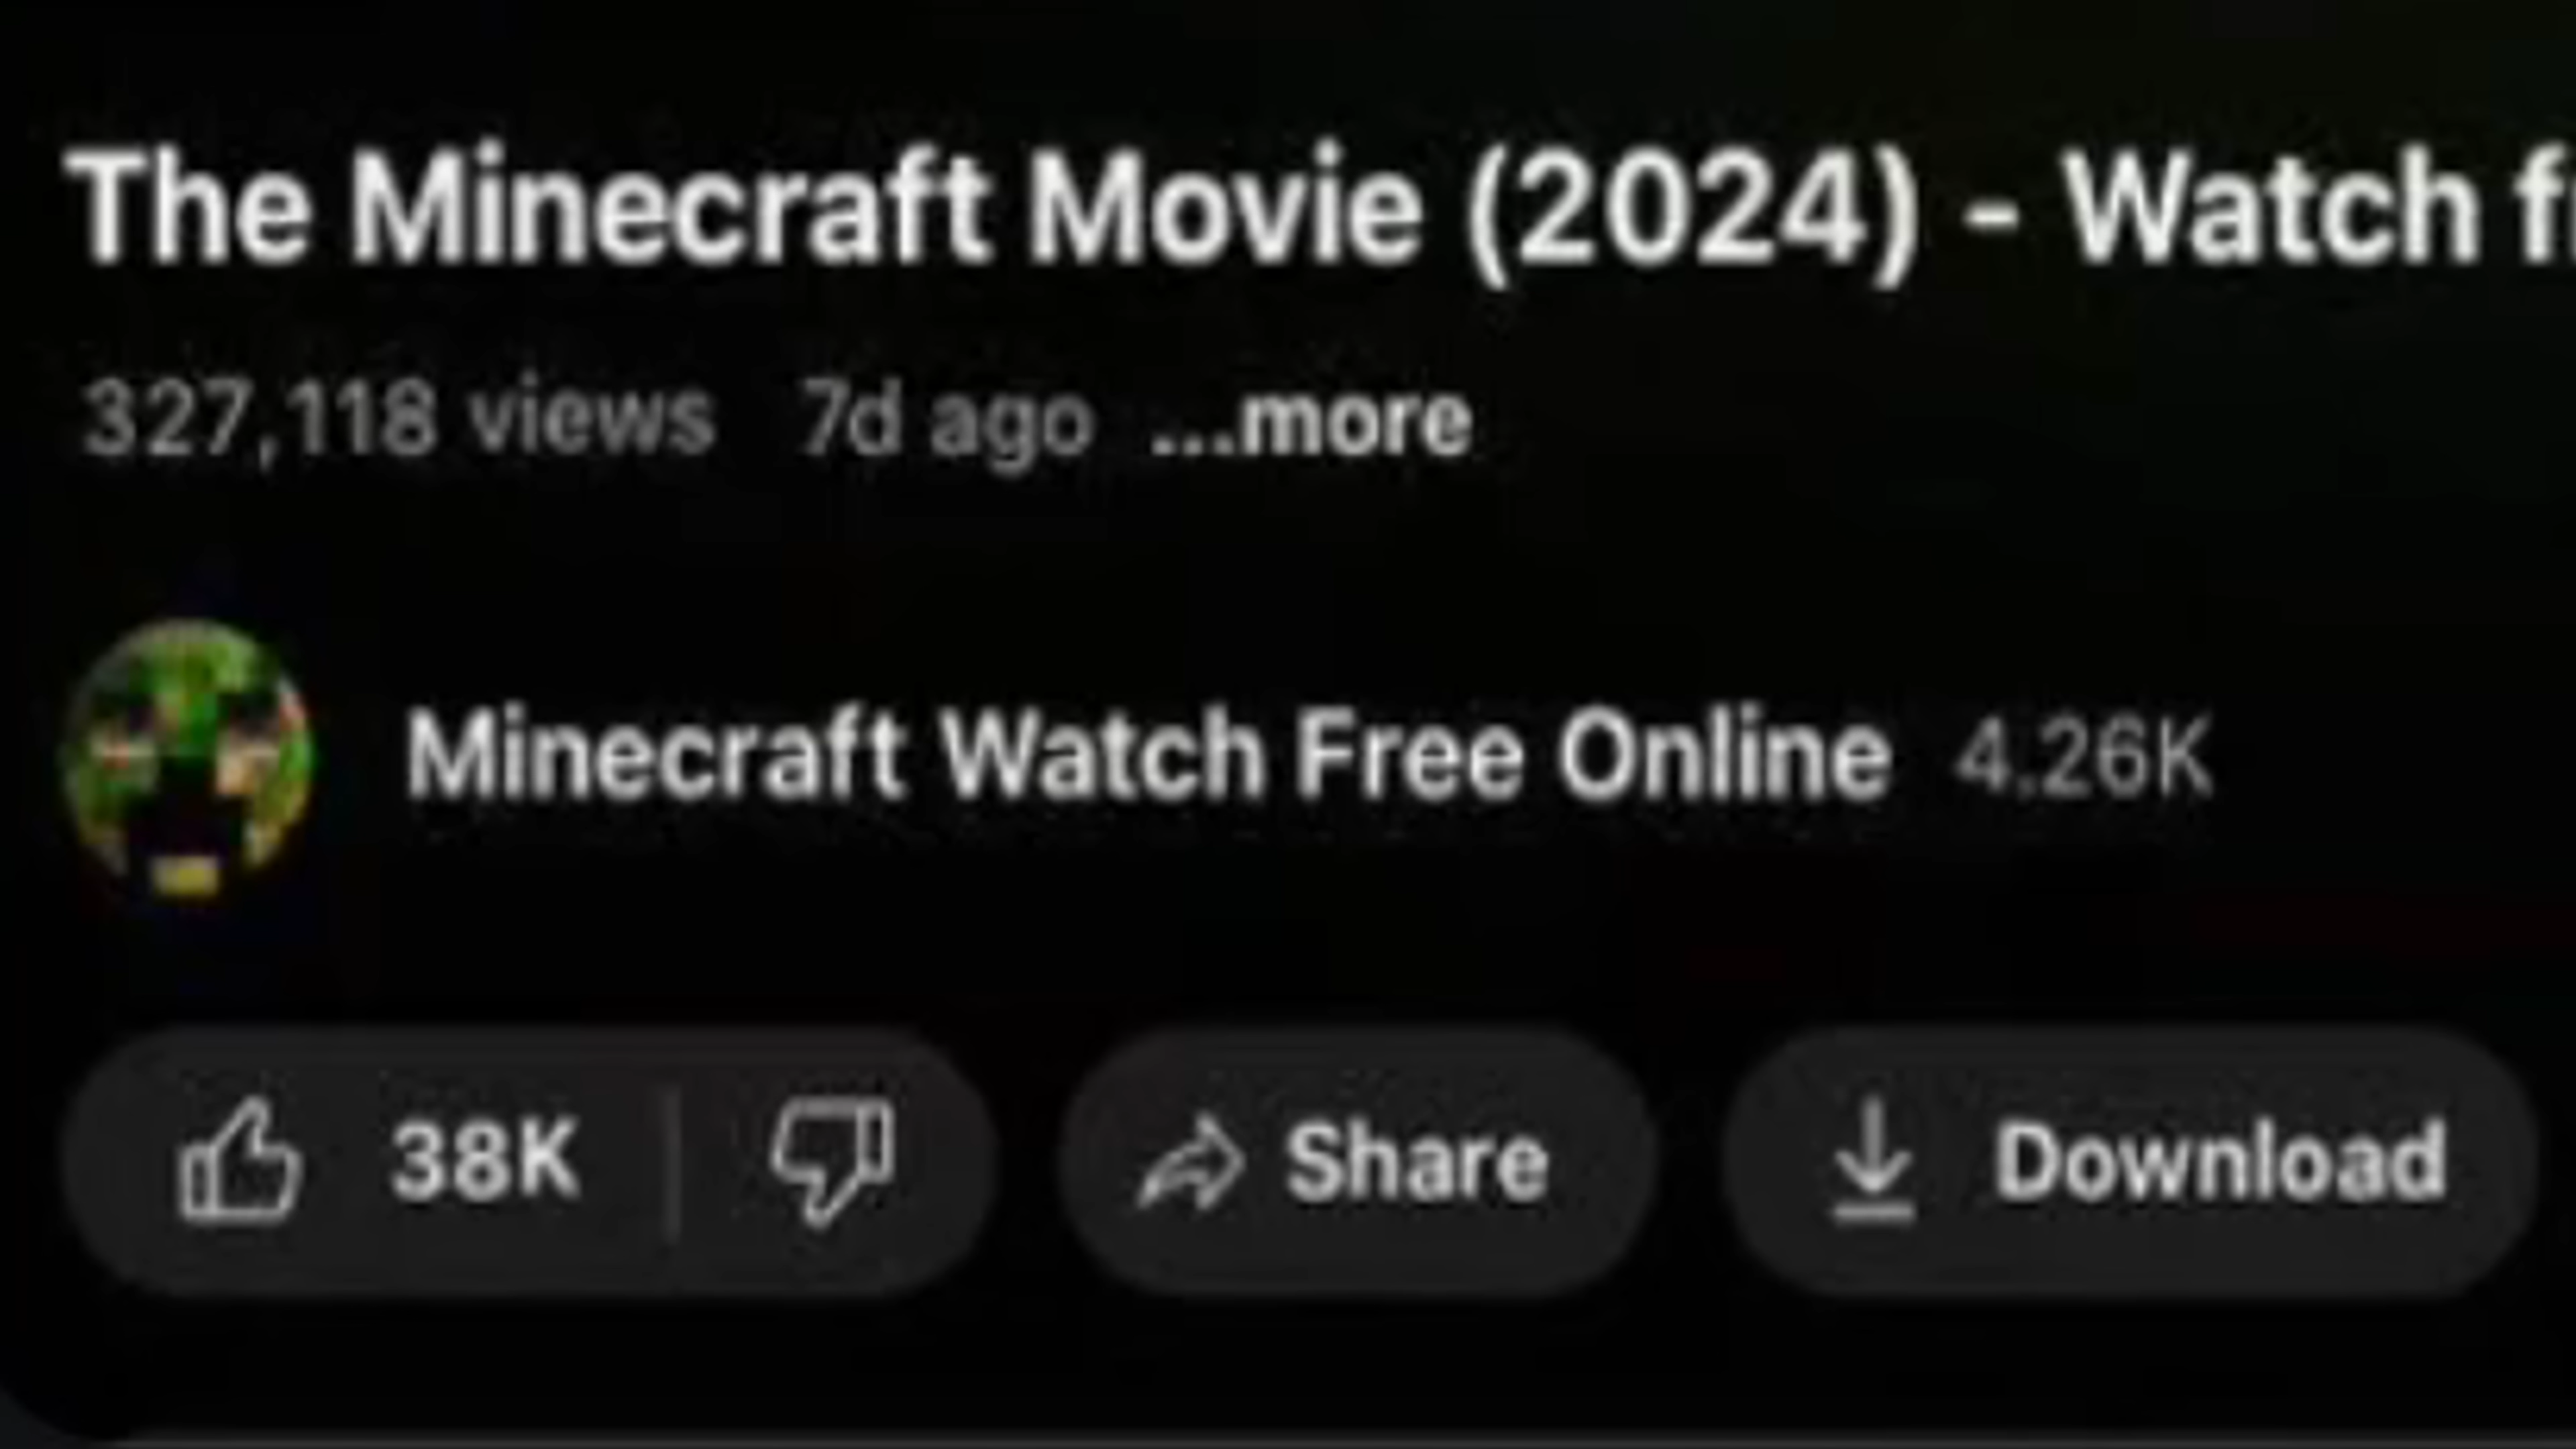 The Minecraft Movie (2024) - Watch
327,118 views 7d ago ...more
Minecraft Watch Free Online 4.26K
38K Share Download